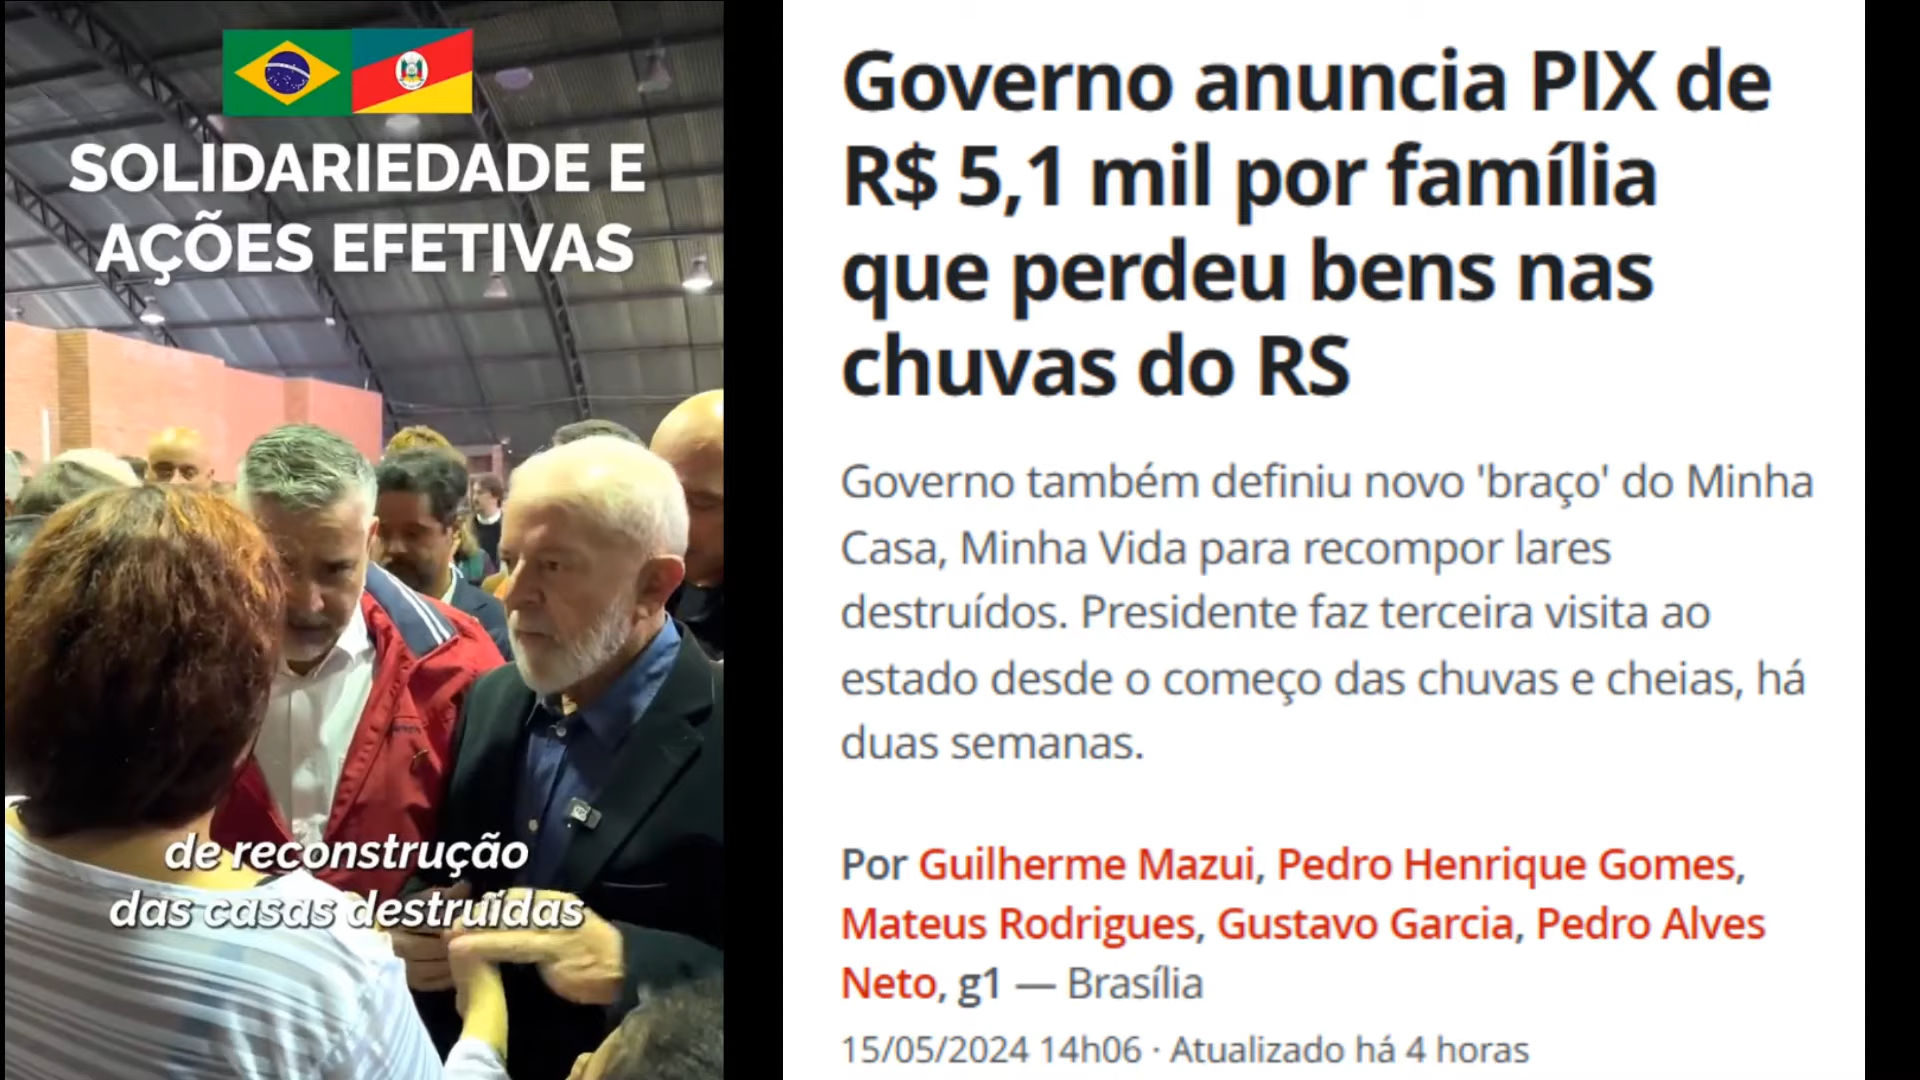 SOLIDARIEDADE E
AÇÕES EFETIVAS
de reconstrução
das casas destruídas
Governo anuncia PIX de
R$ 5,1 mil por família
que perdeu bens nas
chuvas do RS
Governo também definiu novo 'braço' do Minha
Casa, Minha Vida para recompor lares
destruídos. Presidente faz terceira visita ao
estado desde o começo das chuvas e cheias, há
duas semanas.
Por Guilherme Mazui, Pedro Henrique Gomes,
Mateus Rodrigues, Gustavo Garcia, Pedro Alves
Neto, g1 — Brasília
15/05/2024 14h06 · Atualizado há 4 horas